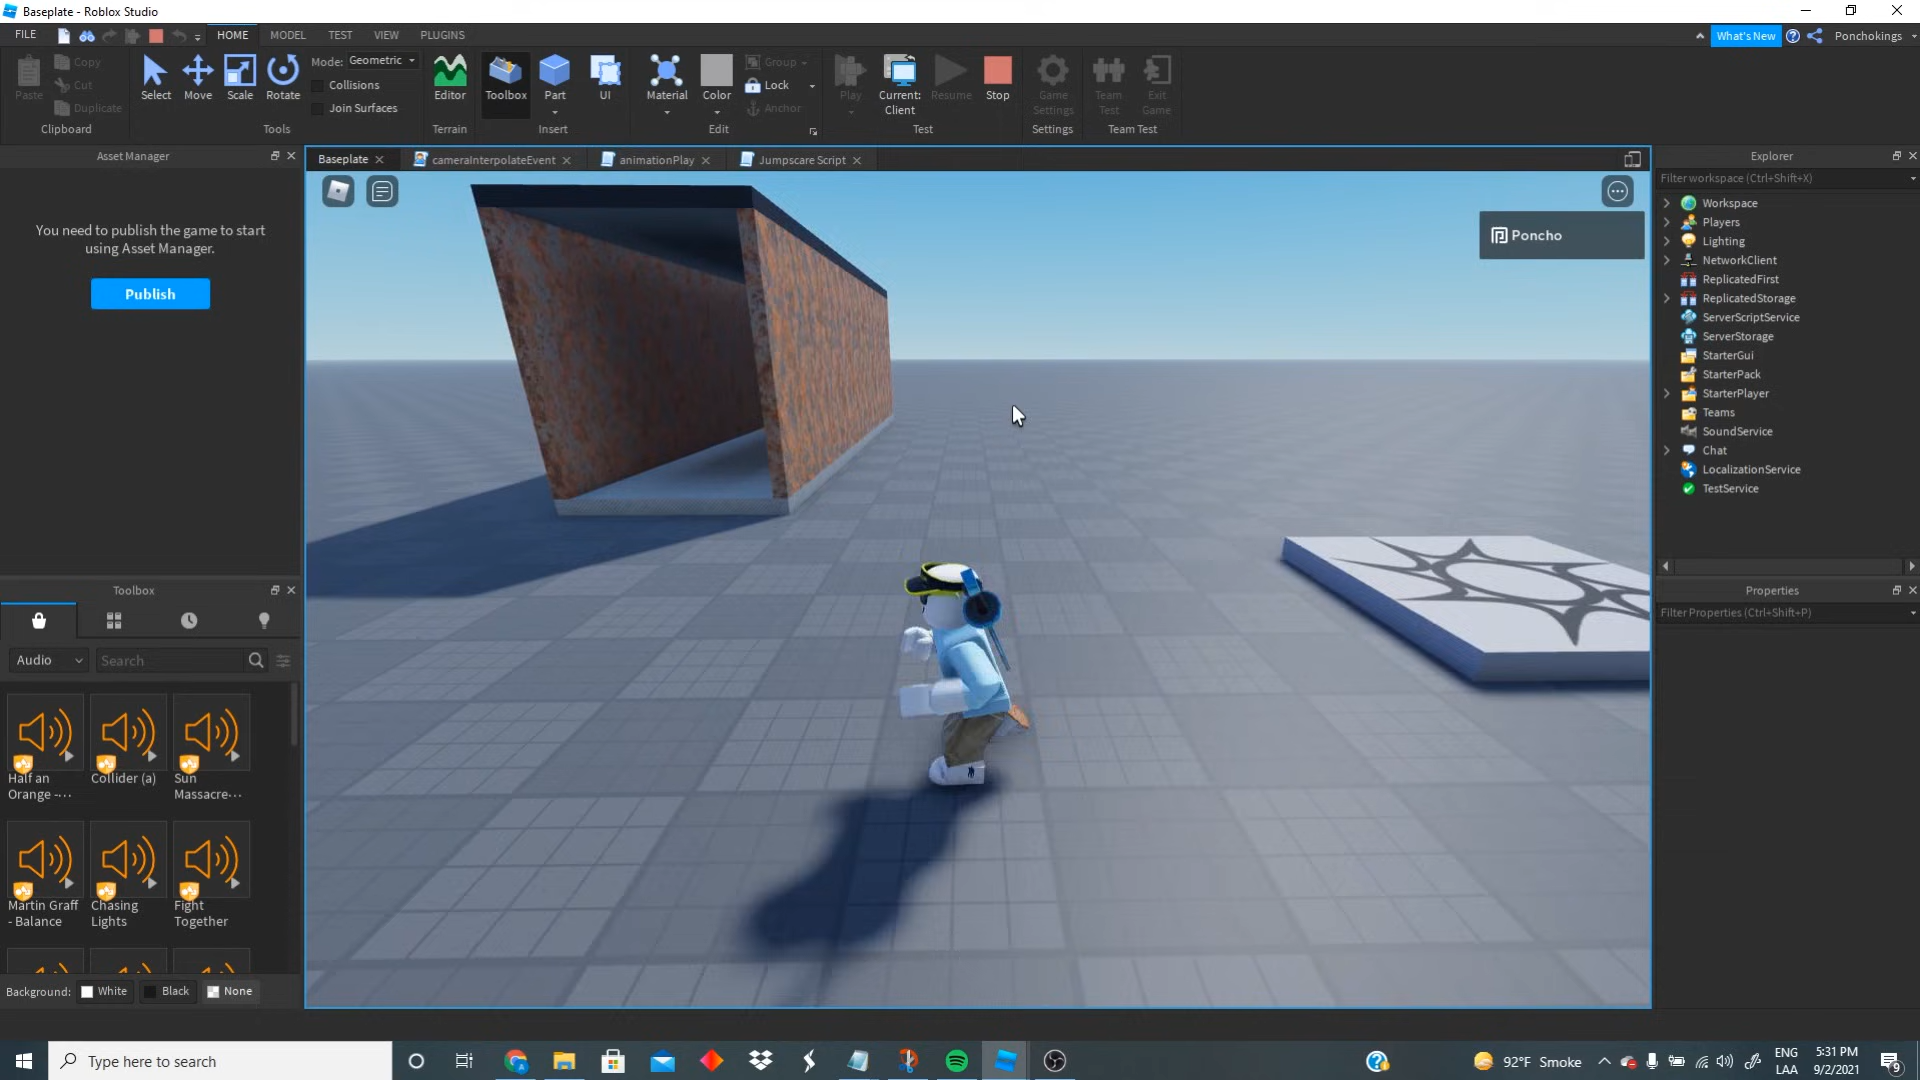 Baseplate - Roblox Studio
FILE
HOME
MODEL
TEST
VIEW
PLUGINS
What's New
Ponchokings
Paste
Copy
Cut
Duplicate
Clipboard
Select
Move
Scale
Rotate
Mode: Geometric
Collisions
Join Surfaces
Tools
Editor
Terrain
Toolbox
Part
UI
Insert
Material
Color
Group
Lock
Anchor
Edit
Play
Current:
Client
Resume
Stop
Test
Game
Settings
Settings
Team
Test
Exit
Game
Team Test
Asset Manager
You need to publish the game to start
using Asset Manager.
Publish
Baseplate
cameraInterpolateEvent
animationPlay
Jumpscare Script
Poncho
Explorer
Filter workspace (Ctrl+Shift+X)
Workspace
Players
Lighting
NetworkClient
ReplicatedFirst
ReplicatedStorage
ServerScriptService
ServerStorage
StarterGui
StarterPack
StarterPlayer
Teams
SoundService
Chat
LocalizationService
TestService
Properties
Filter Properties (Ctrl+Shift+P)
Toolbox
Audio
Search
Half an
Orange -...
Collider (a)
Sun
Massacre-...
Martin Graff
- Balance
Chasing
Lights
Fight
Together
Background:
White
Black
None
Type here to search
92°F Smoke
ENG
LAA
5:31 PM
9/2/2021
9